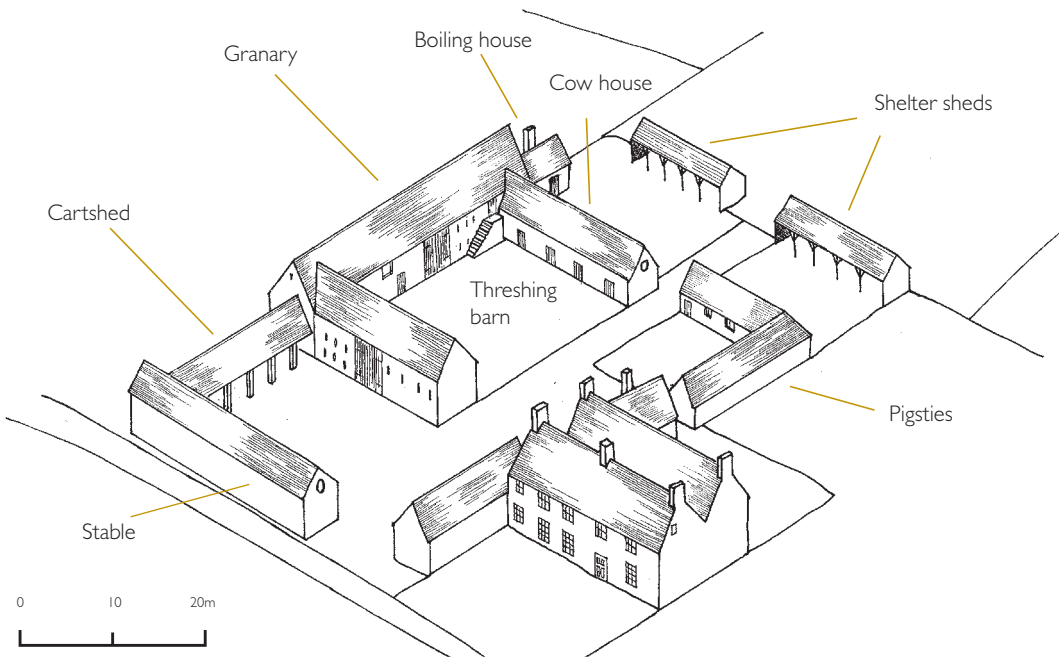 Boiling house
Granary
Cow house
Shelter sheds
Cartshed
Threshing
barn
Pigsties
Stable
0 10 20m